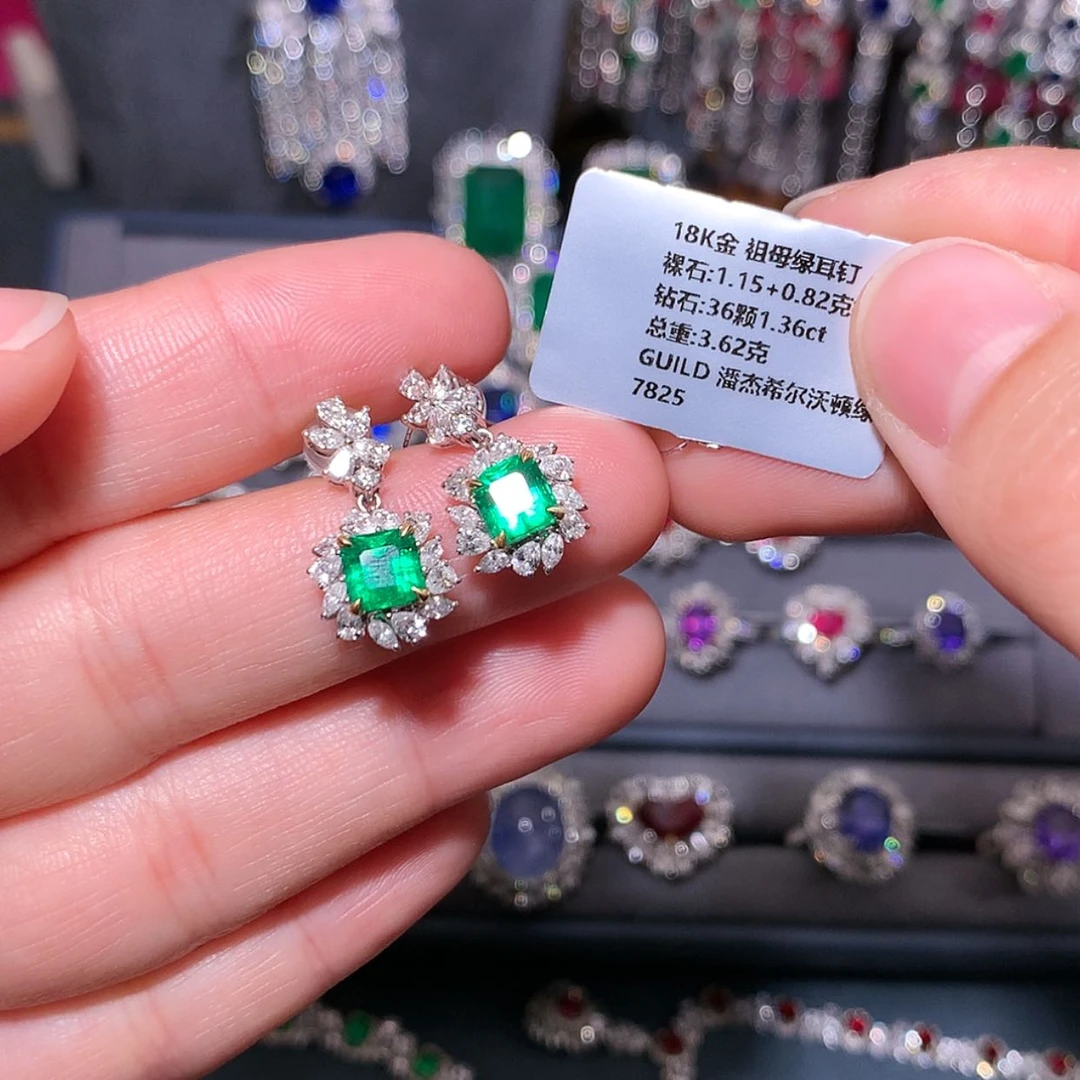 18K金 祖母绿耳钉
裸石:1.15+0.82克
钻石:36颗1.36ct
总重:3.62克
GUILD 潘杰希尔沃顿绿
7825